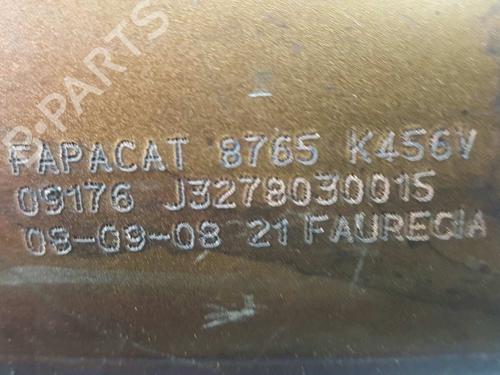 FAPACAT 8765 K456V
09176 J3278030015
08-09-08 21 FAURECIA
B-PARTS